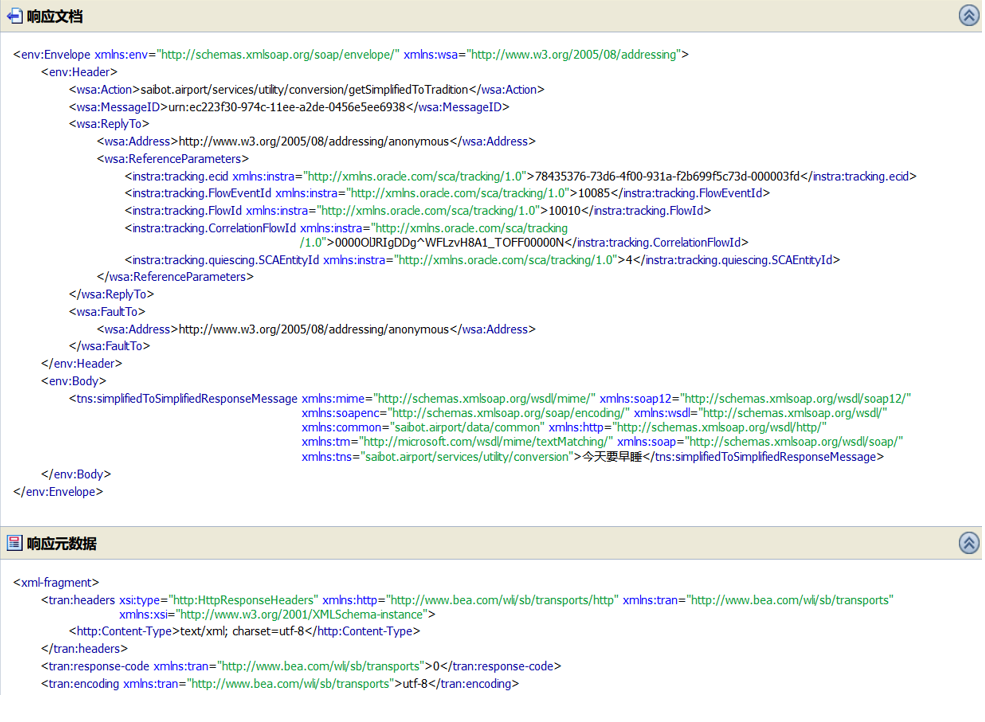 响应文档
<env:Envelope xmlns:env="http://schemas.xmlsoap.org/soap/envelope/" xmlns:wsa="http://www.w3.org/2005/08/addressing">
<env:Header>
<wsa:Action>saibot.airport/services/utility/conversion/getSimplifiedToTradition</wsa:Action>
<wsa:MessageID>urn:ec223f30-974c-11ee-a2de-0456e5ee6938</wsa:MessageID>
<wsa:ReplyTo>
<wsa:Address>http://www.w3.org/2005/08/addressing/anonymous</wsa:Address>
<wsa:ReferenceParameters>
<instra:tracking.ecid xmlns:instra="http://xmlns.oracle.com/sca/tracking/1.0">78435376-73d6-4f00-931a-f2b699f5c73d-000003fd</instra:tracking.ecid>
<instra:tracking.FlowEventId xmlns:instra="http://xmlns.oracle.com/sca/tracking/1.0">10085</instra:tracking.FlowEventId>
<instra:tracking.FlowId xmlns:instra="http://xmlns.oracle.com/sca/tracking/1.0">10010</instra:tracking.FlowId>
<instra:tracking.CorrelationFlowId xmlns:instra="http://xmlns.oracle.com/sca/tracking
/1.0">0000OlJRIgDDg^WFLzvH8A1_TOFF00000N</instra:tracking.CorrelationFlowId>
<instra:tracking.quiescing.SCAEntityId xmlns:instra="http://xmlns.oracle.com/sca/tracking/1.0">4</instra:tracking.quiescing.SCAEntityId>
</wsa:ReferenceParameters>
</wsa:ReplyTo>
<wsa:FaultTo>
<wsa:Address>http://www.w3.org/2005/08/addressing/anonymous</wsa:Address>
</wsa:FaultTo>
</env:Header>
<env:Body>
<tns:simplifiedToSimplifiedResponseMessage xmlns:mime="http://schemas.xmlsoap.org/wsdl/mime/" xmlns:soap12="http://schemas.xmlsoap.org/wsdl/soap12/"
xmlns:soapenc="http://schemas.xmlsoap.org/soap/encoding/" xmlns:wsdl="http://schemas.xmlsoap.org/wsdl/"
xmlns:common="saibot.airport/data/common" xmlns:http="http://schemas.xmlsoap.org/wsdl/http/"
xmlns:tm="http://microsoft.com/wsdl/mime/textMatching/" xmlns:soap="http://schemas.xmlsoap.org/wsdl/soap/"
xmlns:tns="saibot.airport/services/utility/conversion">今天要早睡</tns:simplifiedToSimplifiedResponseMessage>
</env:Body>
</env:Envelope>
响应元数据
<xml-fragment>
<tran:headers xsi:type="http:HttpResponseHeaders" xmlns:http="http://www.bea.com/wli/sb/transports/http" xmlns:tran="http://www.bea.com/wli/sb/transports"
xmlns:xsi="http://www.w3.org/2001/XMLSchema-instance">
<http:Content-Type>text/xml; charset=utf-8</http:Content-Type>
</tran:headers>
<tran:response-code xmlns:tran="http://www.bea.com/wli/sb/transports">0</tran:response-code>
<tran:encoding xmlns:tran="http://www.bea.com/wli/sb/transports">utf-8</tran:encoding>